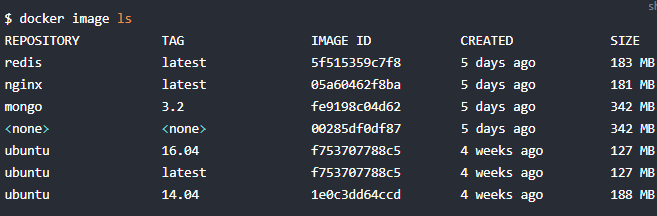 sh
$ docker image ls
REPOSITORY TAG IMAGE ID CREATED SIZE
redis latest 5f515359c7f8 5 days ago 183 MB
nginx latest 05a60462f8ba 5 days ago 181 MB
mongo 3.2 fe9198c04d62 5 days ago 342 MB
<none> <none> 00285df0df87 5 days ago 342 MB
ubuntu 16.04 f753707788c5 4 weeks ago 127 MB
ubuntu latest f753707788c5 4 weeks ago 127 MB
ubuntu 14.04 1e0c3dd64ccd 4 weeks ago 188 MB